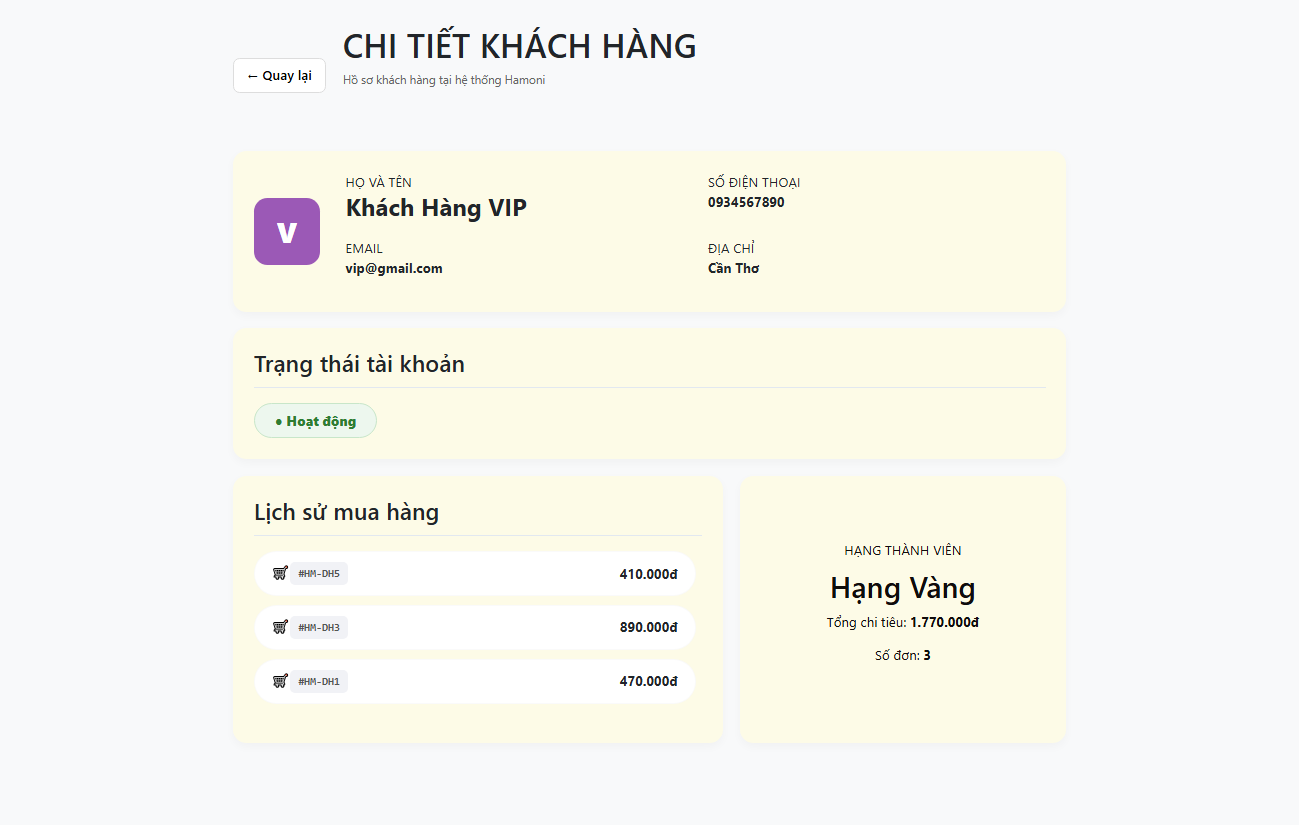 ← Quay lại
CHI TIẾT KHÁCH HÀNG
Hồ sơ khách hàng tại hệ thống Hamoni
V
HỌ VÀ TÊN
Khách Hàng VIP
SỐ ĐIỆN THOẠI
0934567890
EMAIL
vip@gmail.com
ĐỊA CHỈ
Cần Thơ
Trạng thái tài khoản
● Hoạt động
Lịch sử mua hàng
#HM-DH5 410.000đ
#HM-DH3 890.000đ
#HM-DH1 470.000đ
HẠNG THÀNH VIÊN
Hạng Vàng
Tổng chi tiêu: 1.770.000đ
Số đơn: 3